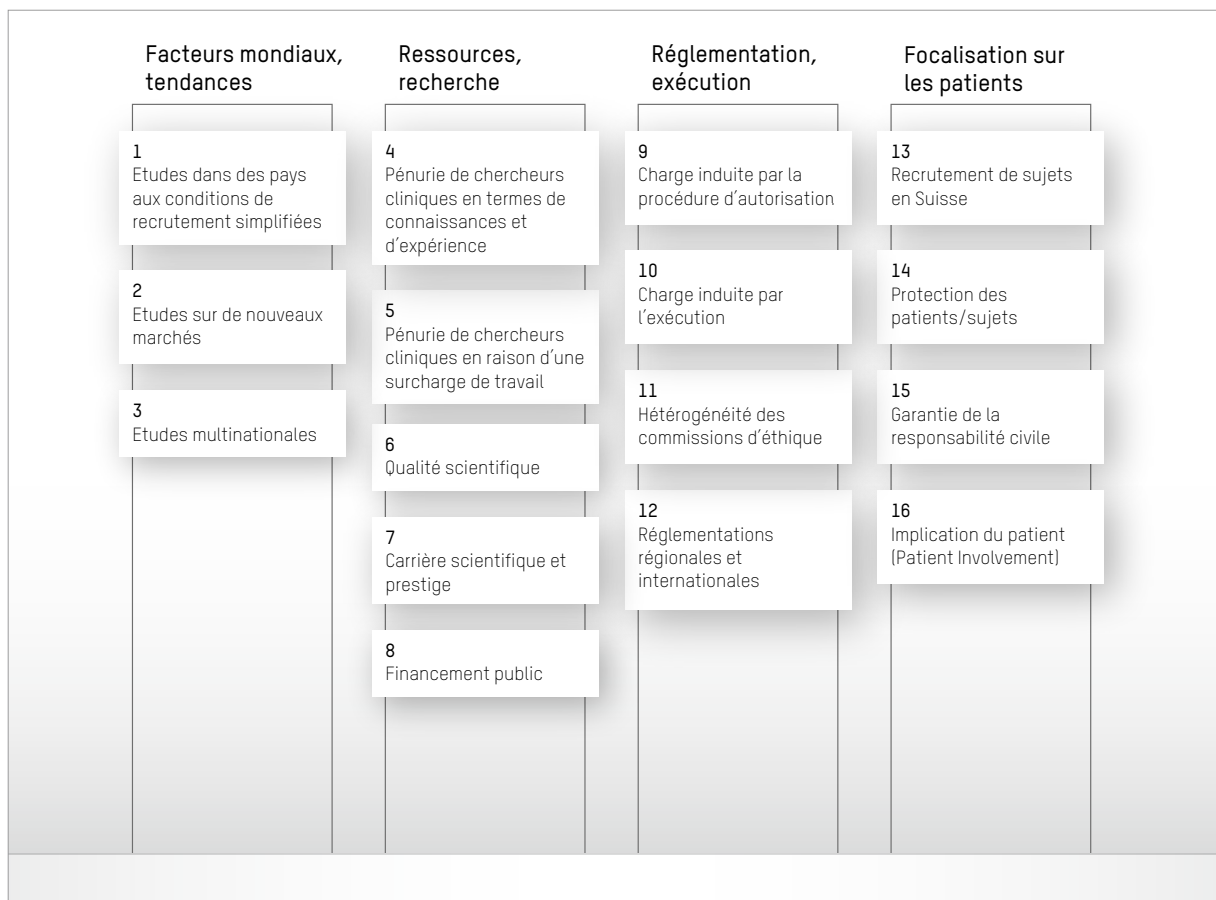 Facteurs mondiaux,
tendances
1
Etudes dans des pays
aux conditions de
recrutement simplifiées
2
Etudes sur de nouveaux
marchés
3
Etudes multinationales
Ressources,
recherche
4
Pénurie de chercheurs
cliniques en termes de
connaissances et
d'expérience
5
Pénurie de chercheurs
cliniques en raison d'une
surcharge de travail
6
Qualité scientifique
7
Carrière scientifique et
prestige
8
Financement public
Réglementation,
exécution
9
Charge induite par la
procédure d'autorisation
10
Charge induite par
l'exécution
11
Hétérogénéité des
commissions d'éthique
12
Réglementations
régionales et
internationales
Focalisation sur
les patients
13
Recrutement de sujets
en Suisse
14
Protection des
patients/sujets
15
Garantie de la
responsabilité civile
16
Implication du patient
(Patient Involvement)